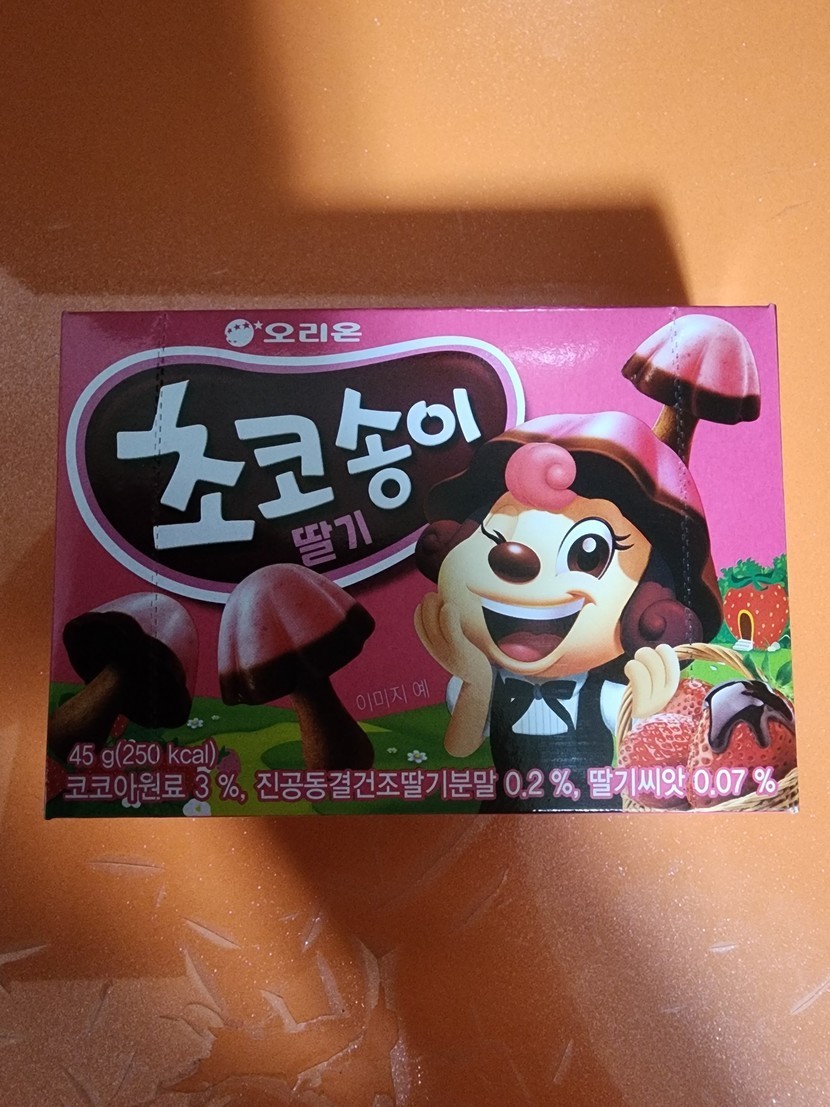 오리온
초코송이
딸기
이미지 예
45 g(250 kcal)
코코아원료 3 %, 진공동결건조딸기분말 0.2 %, 딸기씨앗 0.07 %